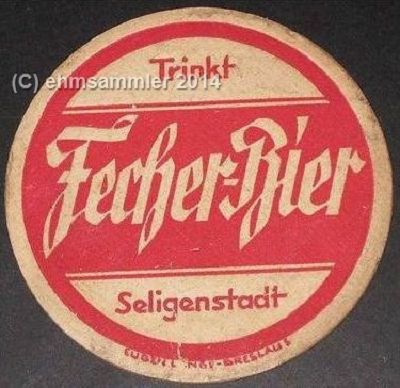 Trinkt
(C) ehmsammler 2014
Fecher-Bier
Seligenstadt